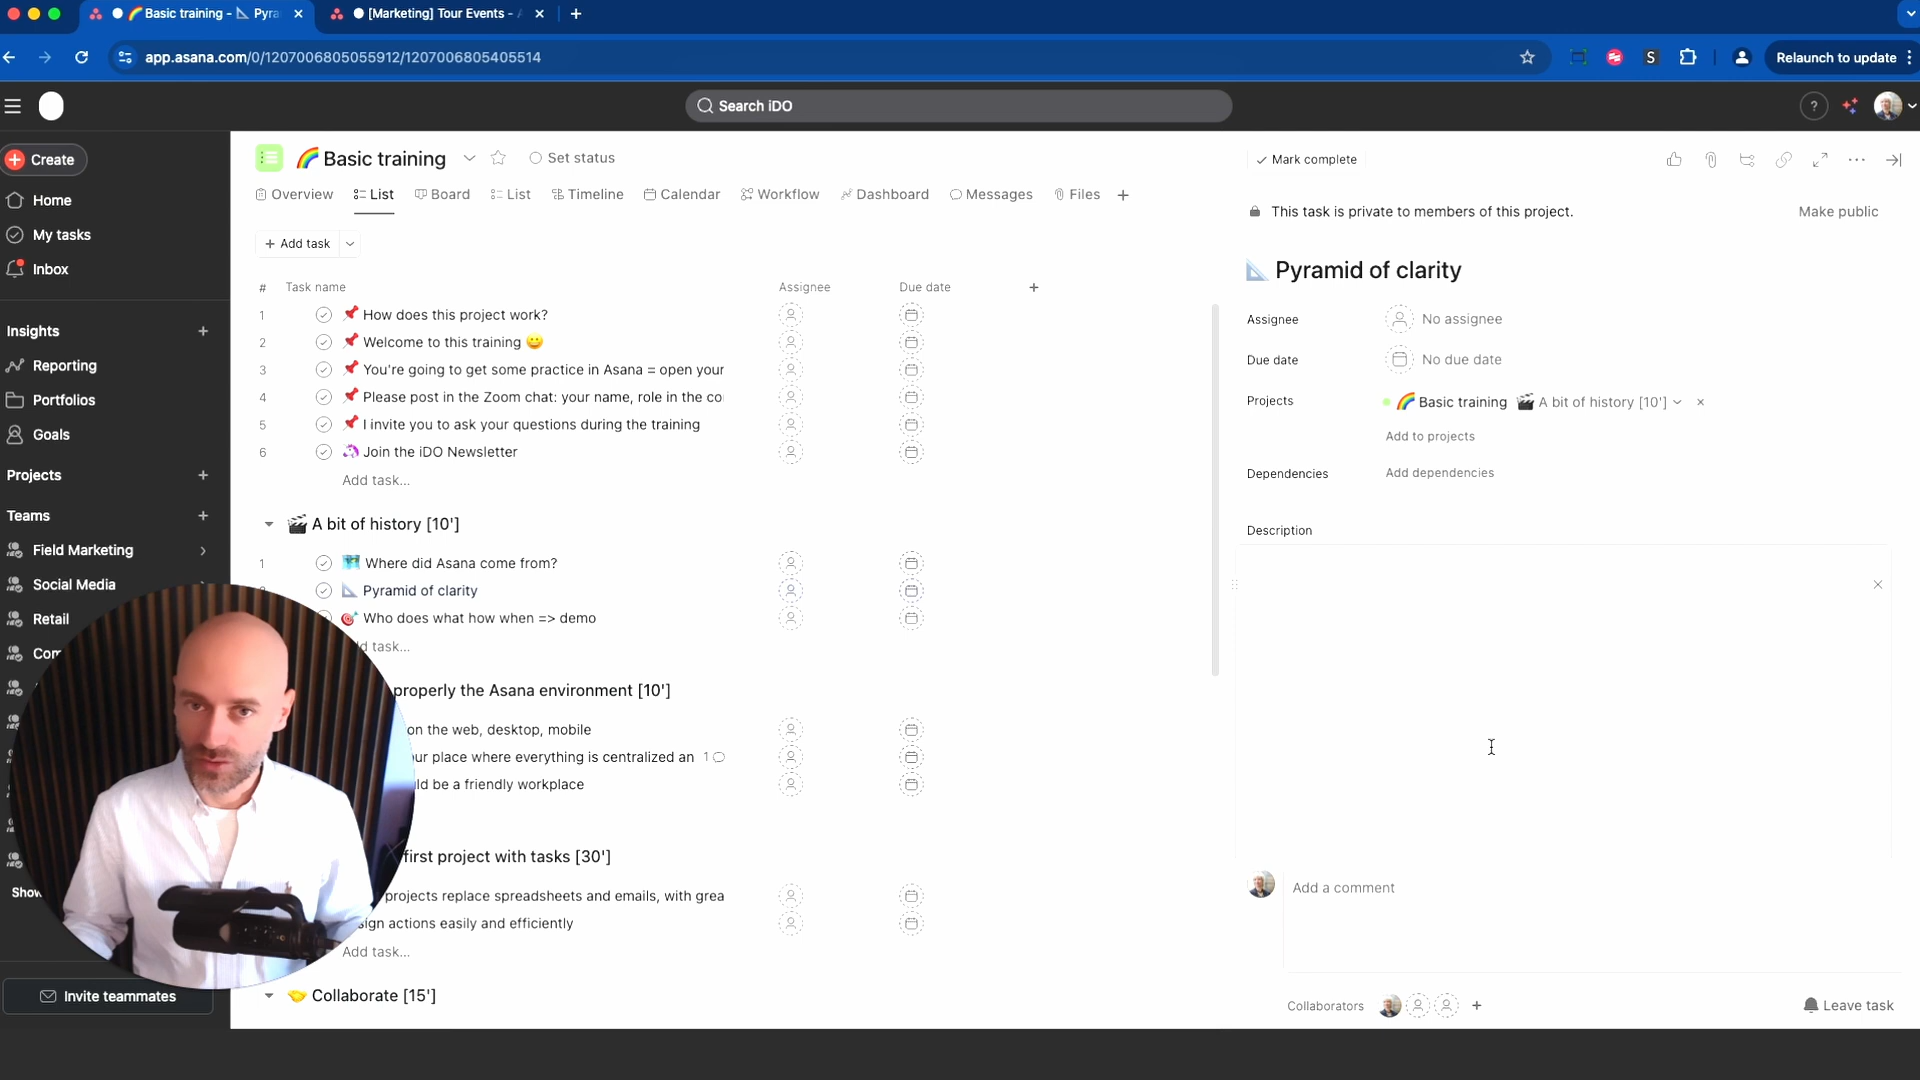 🌈 Basic training - 📐 Pyra
[Marketing] Tour Events -
app.asana.com/0/1207006805055912/1207006805405514
S
Relaunch to update
Search iDO
?
Create
Home
My tasks
Inbox
Insights
Reporting
Portfolios
Goals
Projects
Teams
Field Marketing
Social Media
Retail
Com
Show
Invite teammates
🌈 Basic training
Set status
Overview
List
Board
List
Timeline
Calendar
Workflow
Dashboard
Messages
Files
+ Add task
# Task name Assignee Due date
1 📌 How does this project work?
2 📌 Welcome to this training 😀
3 📌 You're going to get some practice in Asana = open your
4 📌 Please post in the Zoom chat: your name, role in the co
5 📌 I invite you to ask your questions during the training
6 🦄 Join the iDO Newsletter
Add task...
🎬 A bit of history [10']
1 🗺️ Where did Asana come from?
📐 Pyramid of clarity
🎯 Who does what how when => demo
d task...
properly the Asana environment [10']
on the web, desktop, mobile
ur place where everything is centralized an 1
ld be a friendly workplace
first project with tasks [30']
projects replace spreadsheets and emails, with grea
sign actions easily and efficiently
Add task...
🤝 Collaborate [15']
Mark complete
This task is private to members of this project.
Make public
📐 Pyramid of clarity
Assignee No assignee
Due date No due date
Projects 🌈 Basic training 🎬 A bit of history [10']
Add to projects
Dependencies Add dependencies
Description
Add a comment
Collaborators
Leave task